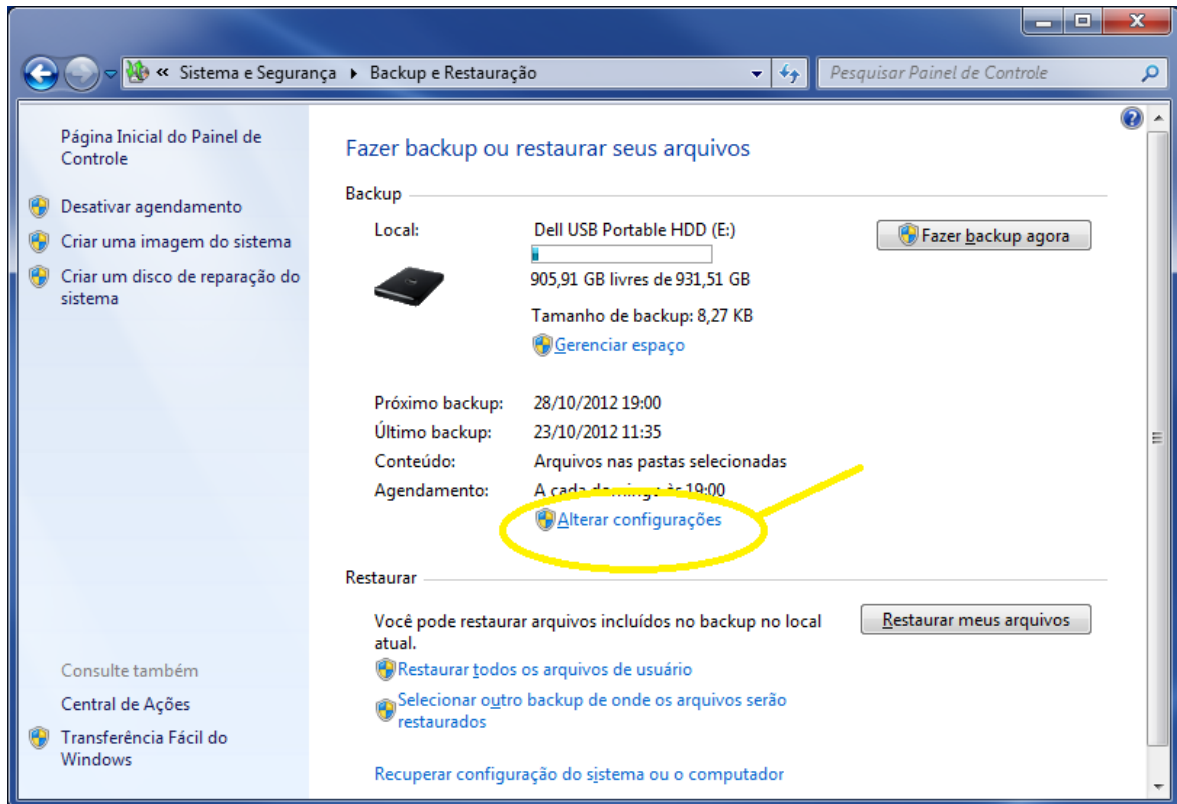 « Sistema e Segurança ▸ Backup e Restauração
Pesquisar Painel de Controle
Página Inicial do Painel de
Controle
Desativar agendamento
Criar uma imagem do sistema
Criar um disco de reparação do
sistema
Consulte também
Central de Ações
Transferência Fácil do
Windows
Fazer backup ou restaurar seus arquivos
Backup
Local:
Dell USB Portable HDD (E:)
905,91 GB livres de 931,51 GB
Tamanho de backup: 8,27 KB
Gerenciar espaço
Fazer backup agora
Próximo backup: 28/10/2012 19:00
Último backup: 23/10/2012 11:35
Conteúdo: Arquivos nas pastas selecionadas
Agendamento: A cada domingo às 19:00
Alterar configurações
Restaurar
Você pode restaurar arquivos incluídos no backup no local
atual.
Restaurar meus arquivos
Restaurar todos os arquivos de usuário
Selecionar outro backup de onde os arquivos serão
restaurados
Recuperar configuração do sistema ou o computador